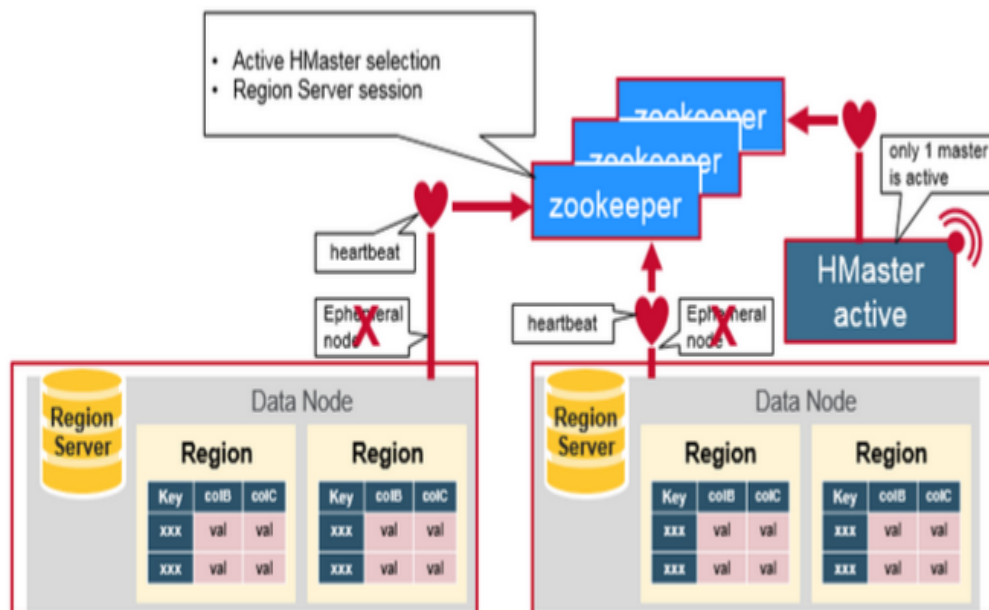 • Active HMaster selection
• Region Server session
zookeeper
zookeeper
zookeeper
only 1 master
is active
heartbeat
HMaster
active
Ephemeral
node
X
heartbeat
Ephemeral
node
X
Region
Server
Data Node
Region
Key colB colC
xxx val val
xxx val val
Region
Key colB colC
xxx val val
xxx val val
Region
Server
Data Node
Region
Key colB colC
xxx val val
xxx val val
Region
Key colB colC
xxx val val
xxx val val